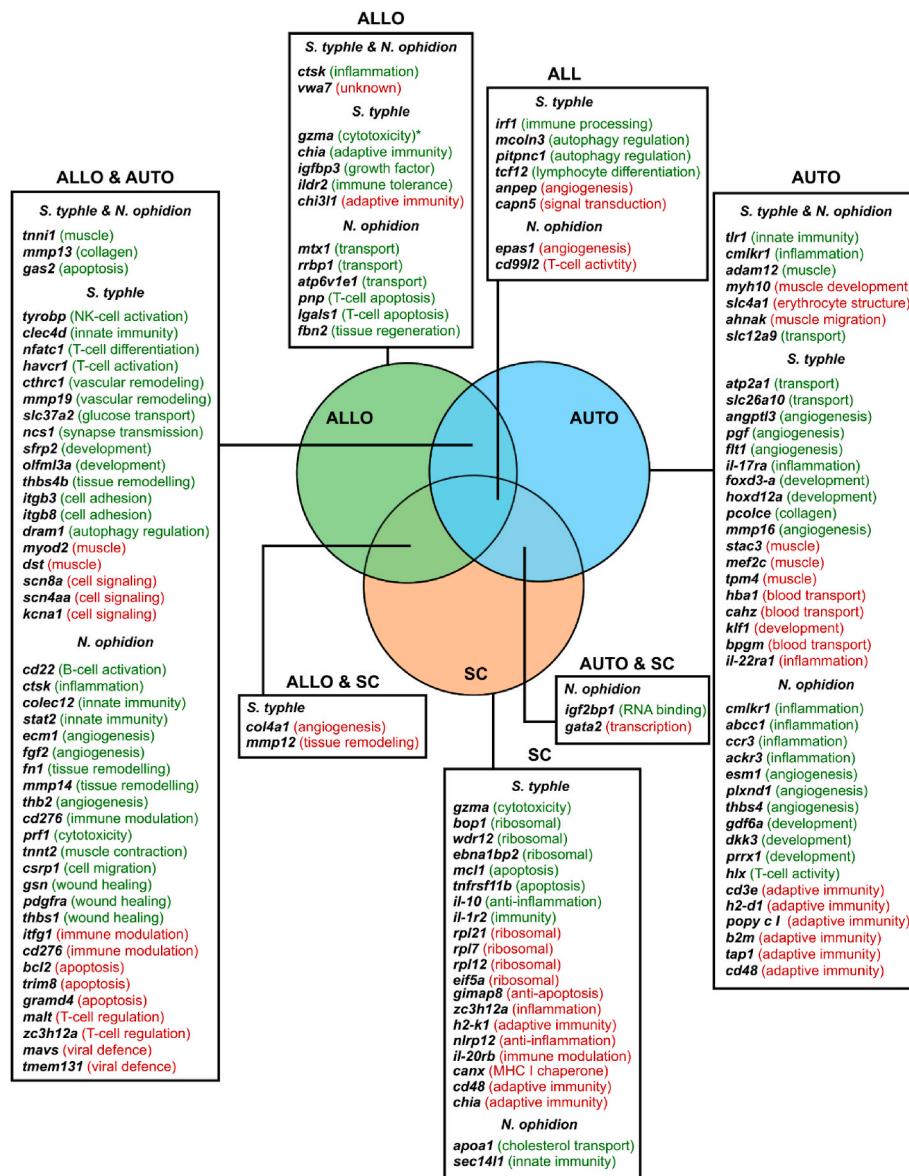 ALLO
S. typhle & N. ophidion
ctsk (inflammation)
vwa7 (unknown)
S. typhle
gzma (cytotoxicity)*
chia (adaptive immunity)
igfbp3 (growth factor)
ildr2 (immune tolerance)
chi3l1 (adaptive immunity)
N. ophidion
mtx1 (transport)
rrbp1 (transport)
atp6v1e1 (transport)
pnp (T-cell apoptosis)
lgals1 (T-cell apoptosis)
fbn2 (tissue regeneration)
ALL
S. typhle
irf1 (immune processing)
mcoln3 (autophagy regulation)
pitpnc1 (autophagy regulation)
tcf12 (lymphocyte differentiation)
anpep (angiogenesis)
capn5 (signal transduction)
N. ophidion
epas1 (angiogenesis)
cd99l2 (T-cell activtity)
ALLO & AUTO
S. typhle & N. ophidion
tnni1 (muscle)
mmp13 (collagen)
gas2 (apoptosis)
S. typhle
tyrobp (NK-cell activation)
clec4d (innate immunity)
nfatc1 (T-cell differentiation)
havcr1 (T-cell activation)
cthrc1 (vascular remodeling)
mmp19 (vascular remodeling)
slc37a2 (glucose transport)
ncs1 (synapse transmission)
sfrp2 (development)
olfml3a (development)
thbs4b (tissue remodelling)
itgb3 (cell adhesion)
itgb8 (cell adhesion)
dram1 (autophagy regulation)
myod2 (muscle)
dst (muscle)
scn8a (cell signaling)
scn4aa (cell signaling)
kcna1 (cell signaling)
N. ophidion
cd22 (B-cell activation)
ctsk (inflammation)
colec12 (innate immunity)
stat2 (innate immunity)
ecm1 (angiogenesis)
fgf2 (angiogenesis)
fn1 (tissue remodelling)
mmp14 (tissue remodelling)
thb2 (angiogenesis)
cd276 (immune modulation)
prf1 (cytotoxicity)
tnnt2 (muscle contraction)
csrp1 (cell migration)
gsn (wound healing)
pdgfra (wound healing)
thbs1 (wound healing)
itfg1 (immune modulation)
cd276 (immune modulation)
bcl2 (apoptosis)
trim8 (apoptosis)
gramd4 (apoptosis)
malt (T-cell regulation)
zc3h12a (T-cell regulation)
mavs (viral defence)
tmem131 (viral defence)
AUTO
S. typhle & N. ophidion
tlr1 (innate immunity)
cmlkr1 (inflammation)
adam12 (muscle)
myh10 (muscle development
slc4a1 (erythrocyte structure)
ahnak (muscle migration)
slc12a9 (transport)
S. typhle
atp2a1 (transport)
slc26a10 (transport)
angptl3 (angiogenesis)
pgf (angiogenesis)
flt1 (angiogenesis)
il-17ra (inflammation)
foxd3-a (development)
hoxd12a (development)
pcolce (collagen)
mmp16 (angiogenesis)
stac3 (muscle)
mef2c (muscle)
tpm4 (muscle)
hba1 (blood transport)
cahz (blood transport)
klf1 (development)
bpgm (blood transport)
il-22ra1 (inflammation)
N. ophidion
cmlkr1 (inflammation)
abcc1 (inflammation)
ccr3 (inflammation)
ackr3 (inflammation)
esm1 (angiogenesis)
plxnd1 (angiogenesis)
thbs4 (angiogenesis)
gdf6a (development)
dkk3 (development)
prrx1 (development)
hlx (T-cell activity)
cd3e (adaptive immunity)
h2-d1 (adaptive immunity)
popy c I (adaptive immunity)
b2m (adaptive immunity)
tap1 (adaptive immunity)
cd48 (adaptive immunity)
ALLO
AUTO
SC
ALLO & SC
S. typhle
col4a1 (angiogenesis)
mmp12 (tissue remodeling)
AUTO & SC
N. ophidion
igf2bp1 (RNA binding)
gata2 (transcription)
SC
S. typhle
gzma (cytotoxicity)
bop1 (ribosomal)
wdr12 (ribosomal)
ebna1bp2 (ribosomal)
mcl1 (apoptosis)
tnfrsf11b (apoptosis)
il-10 (anti-inflammation)
il-1r2 (immunity)
rpl21 (ribosomal)
rpl7 (ribosomal)
rpl12 (ribosomal)
eif5a (ribosomal)
gimap8 (anti-apoptosis)
zc3h12a (inflammation)
h2-k1 (adaptive immunity)
nlrp12 (anti-inflammation)
il-20rb (immune modulation)
canx (MHC I chaperone)
cd48 (adaptive immunity)
chia (adaptive immunity)
N. ophidion
apoa1 (cholesterol transport)
sec14l1 (innate immunity)